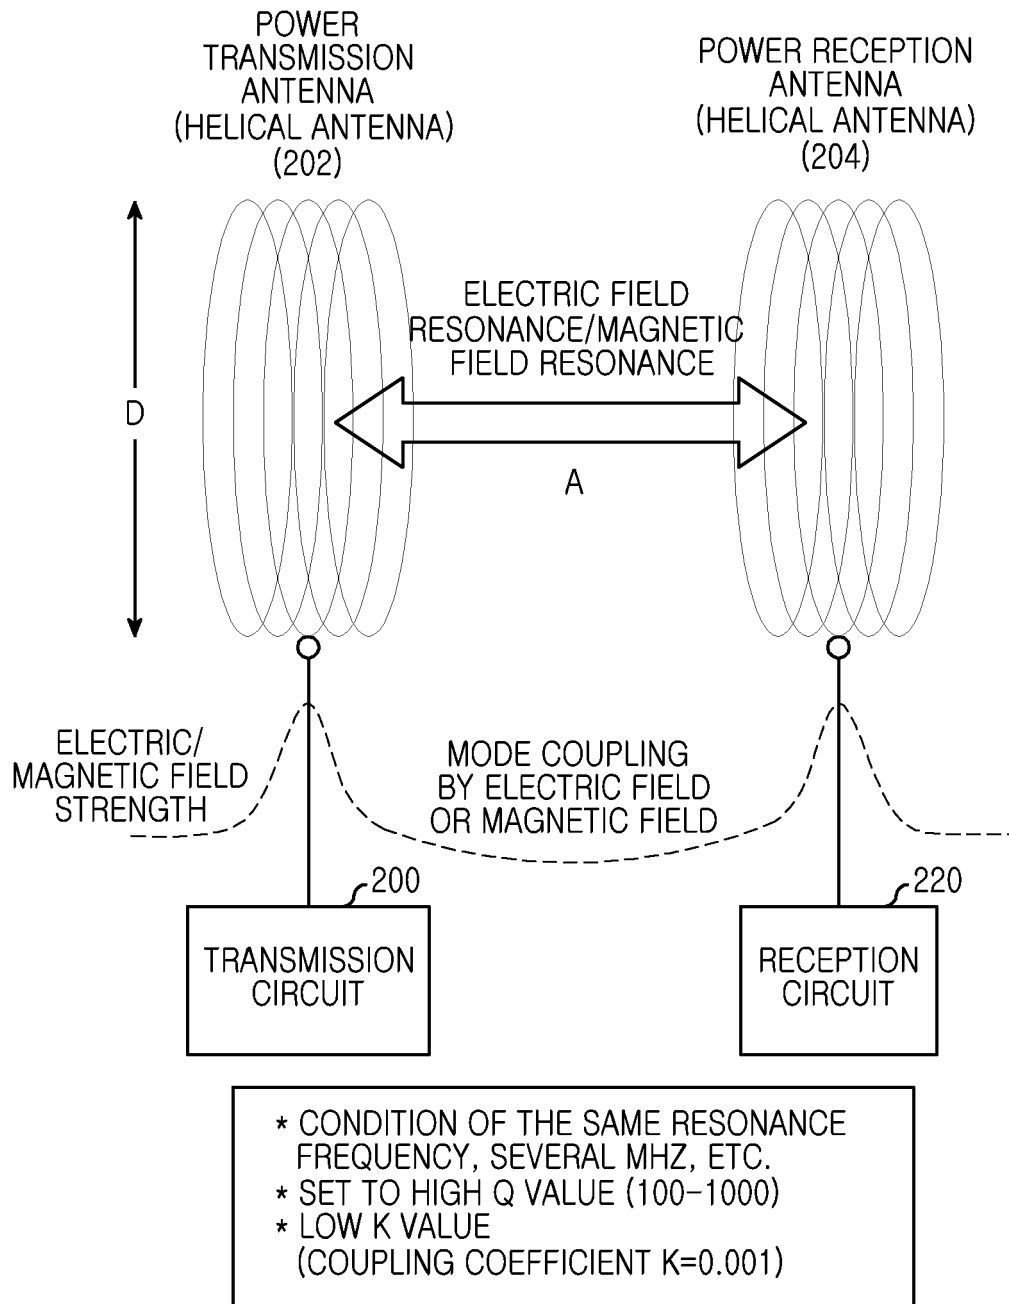 POWER
TRANSMISSION
ANTENNA
(HELICAL ANTENNA)
(202)
POWER RECEPTION
ANTENNA
(HELICAL ANTENNA)
(204)
D
ELECTRIC FIELD
RESONANCE/MAGNETIC
FIELD RESONANCE
A
ELECTRIC/
MAGNETIC FIELD
STRENGTH
MODE COUPLING
BY ELECTRIC FIELD
OR MAGNETIC FIELD
200
TRANSMISSION
CIRCUIT
220
RECEPTION
CIRCUIT
* CONDITION OF THE SAME RESONANCE
FREQUENCY, SEVERAL MHZ, ETC.
* SET TO HIGH Q VALUE (100-1000)
* LOW K VALUE
(COUPLING COEFFICIENT K=0.001)